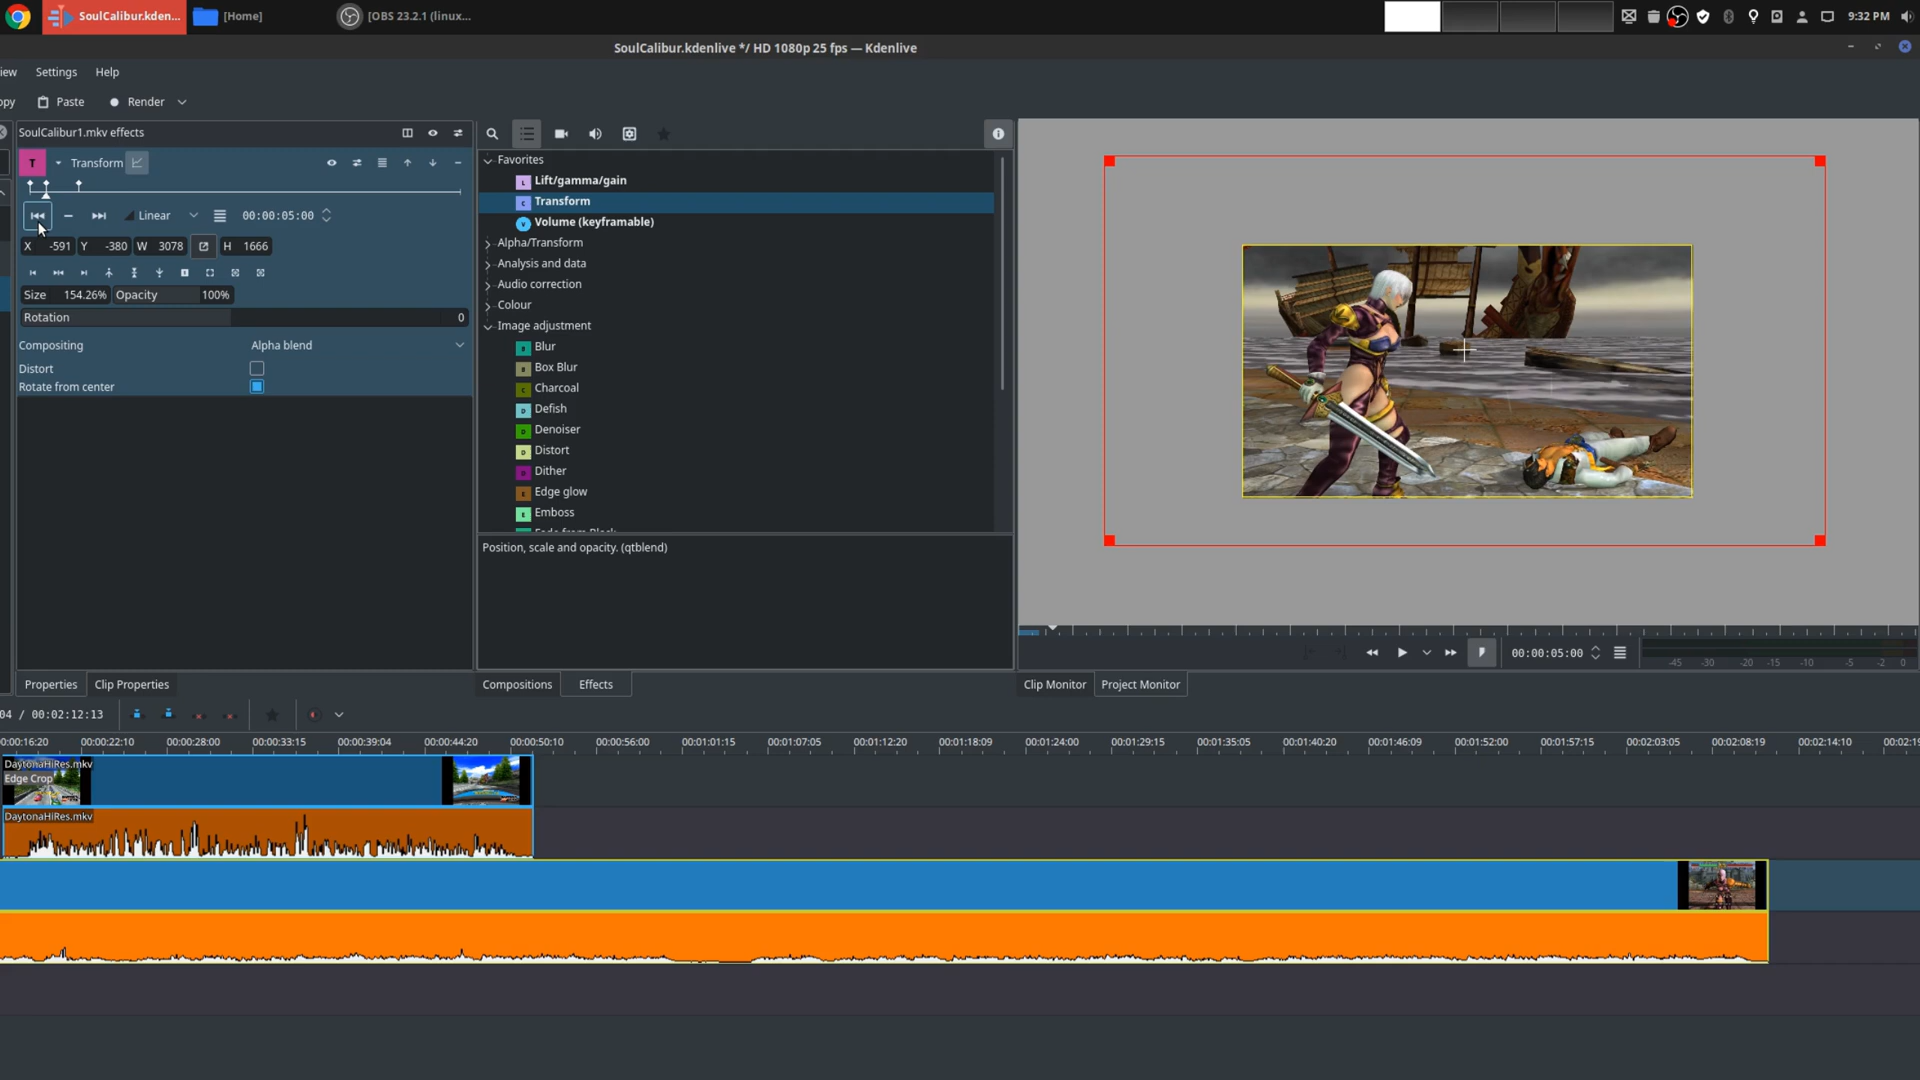 SoulCalibur.kden...
[Home]
[OBS 23.2.1 (linux...
9:32 PM
SoulCalibur.kdenlive */ HD 1080p 25 fps — Kdenlive
iew Settings Help
opy Paste Render
SoulCalibur1.mkv effects
T Transform
Linear 00:00:05:00
X -591 Y -380 W 3078 H 1666
Size 154.26% Opacity 100%
Rotation 0
Compositing Alpha blend
Distort
Rotate from center
Favorites
Lift/gamma/gain
Transform
Volume (keyframable)
Alpha/Transform
Analysis and data
Audio correction
Colour
Image adjustment
Blur
Box Blur
Charcoal
Defish
Denoiser
Distort
Dither
Edge glow
Emboss
Position, scale and opacity. (qtblend)
00:00:05:00
-45 -30 -20 -15 -10 -5 -2 0
Properties Clip Properties
Compositions Effects
Clip Monitor Project Monitor
04 / 00:02:12:13
0:00:16:20 00:00:22:10 00:00:28:00 00:00:33:15 00:00:39:04 00:00:44:20 00:00:50:10 00:00:56:00 00:01:01:15 00:01:07:05 00:01:12:20 00:01:18:09 00:01:24:00 00:01:29:15 00:01:35:05 00:01:40:20 00:01:46:09 00:01:52:00 00:01:57:15 00:02:03:05 00:02:08:19 00:02:14:10 00:02:19
DaytonaHiRes.mkv
Edge Crop
DaytonaHiRes.mkv